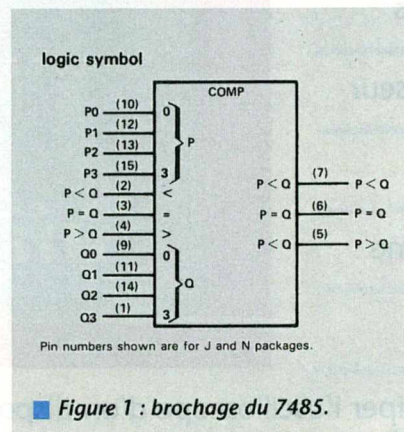 logic symbol
COMP
P0 (10) 0
P1 (12)
P2 (13) P
P3 (15) 3
P < Q (2) <
P = Q (3) =
P > Q (4) >
Q0 (9) 0
Q1 (11)
Q2 (14) Q
Q3 (1) 3
P < Q (7) P < Q
P = Q (6) P = Q
P < Q (5) P > Q
Pin numbers shown are for J and N packages.
Figure 1 : brochage du 7485.